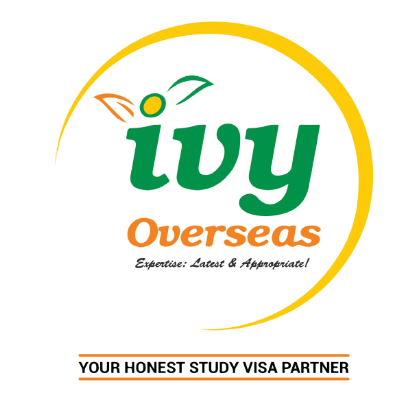 ivy
Overseas
Expertise: Latest & Appropriate!
YOUR HONEST STUDY VISA PARTNER